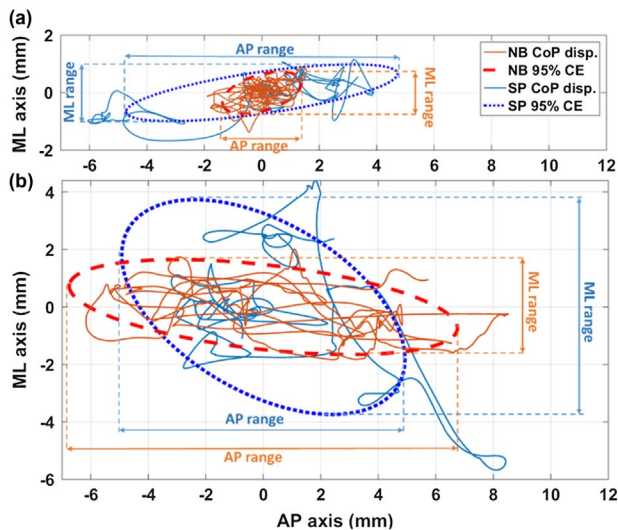 (a)
ML axis (mm)
2
0
-2
AP range
ML range
ML range
AP range
NB CoP disp.
NB 95% CE
SP CoP disp.
SP 95% CE
-6 -4 -2 0 2 4 6 8 10 12
(b)
ML axis (mm)
4
2
0
-2
-4
-6
ML range
ML range
AP range
AP range
-6 -4 -2 0 2 4 6 8 10 12
AP axis (mm)